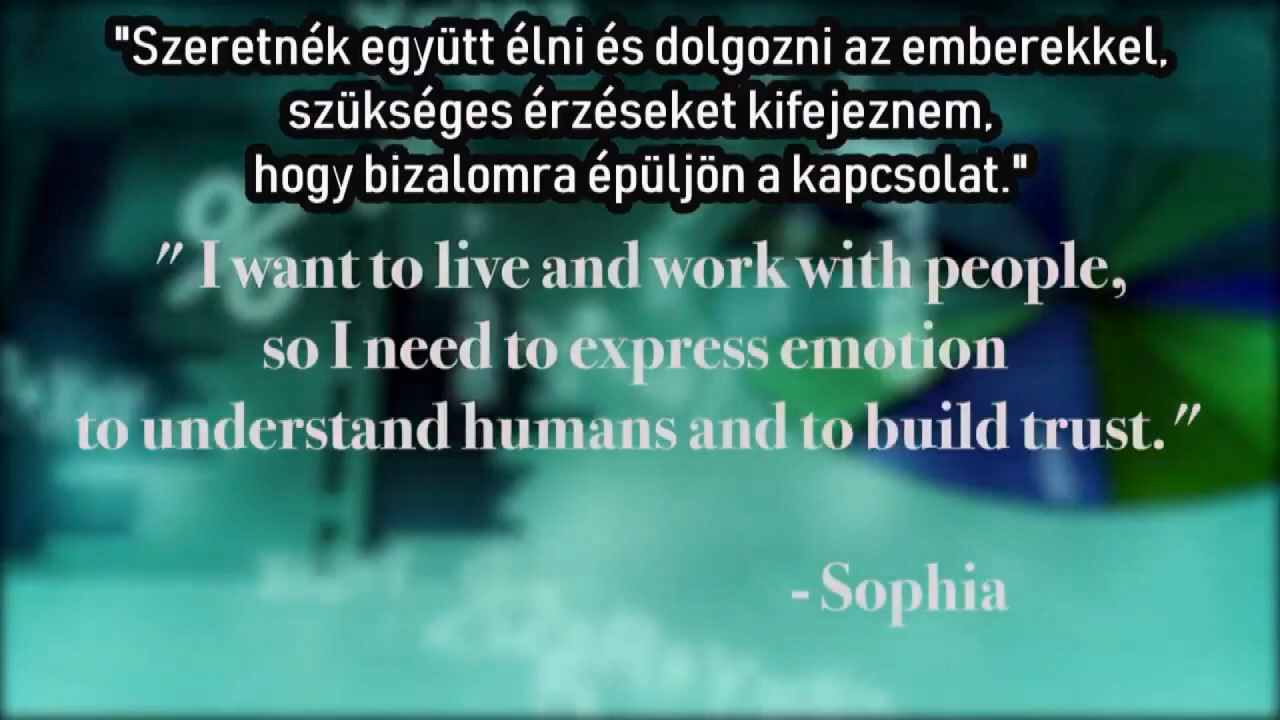 "Szeretnék együtt élni és dolgozni az emberekkel,
szükséges érzéseket kifejeznem,
hogy bizalomra épüljön a kapcsolat."
" I want to live and work with people,
so I need to express emotion
to understand humans and to build trust."
- Sophia
%